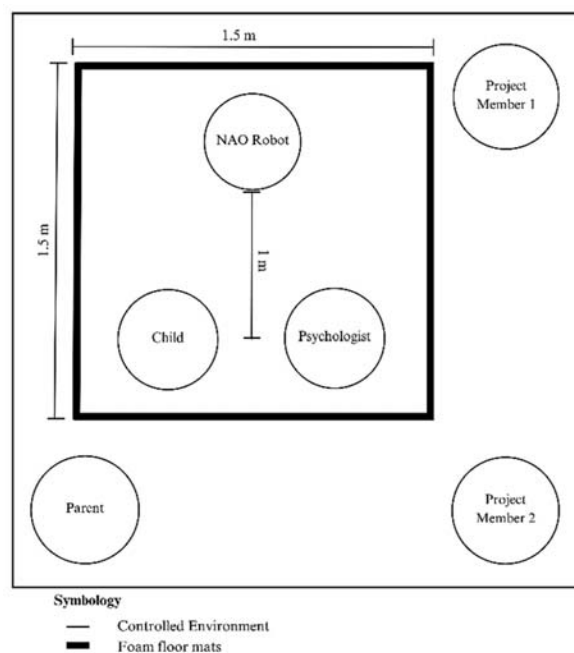 1.5 m
Project
Member 1
NAO Robot
1.5 m
1 m
Child
Psychologist
Parent
Project
Member 2
Symbology
Controlled Environment
Foam floor mats